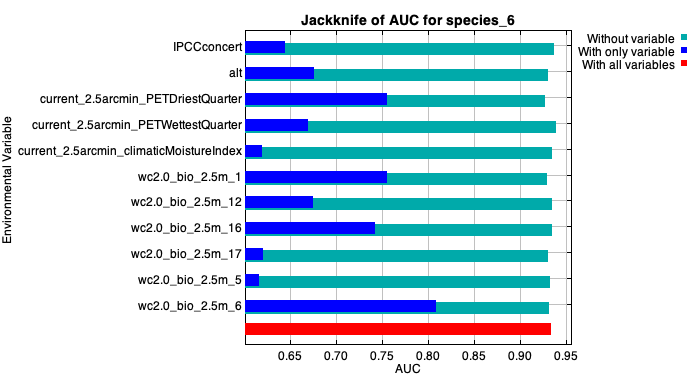 Jackknife of AUC for species_6
Without variable
With only variable
With all variables
Environmental Variable
IPCCconcert
alt
current_2.5arcmin_PETDriestQuarter
current_2.5arcmin_PETWettestQuarter
current_2.5arcmin_climaticMoistureIndex
wc2.0_bio_2.5m_1
wc2.0_bio_2.5m_12
wc2.0_bio_2.5m_16
wc2.0_bio_2.5m_17
wc2.0_bio_2.5m_5
wc2.0_bio_2.5m_6
0.65 0.70 0.75 0.80 0.85 0.90 0.95
AUC